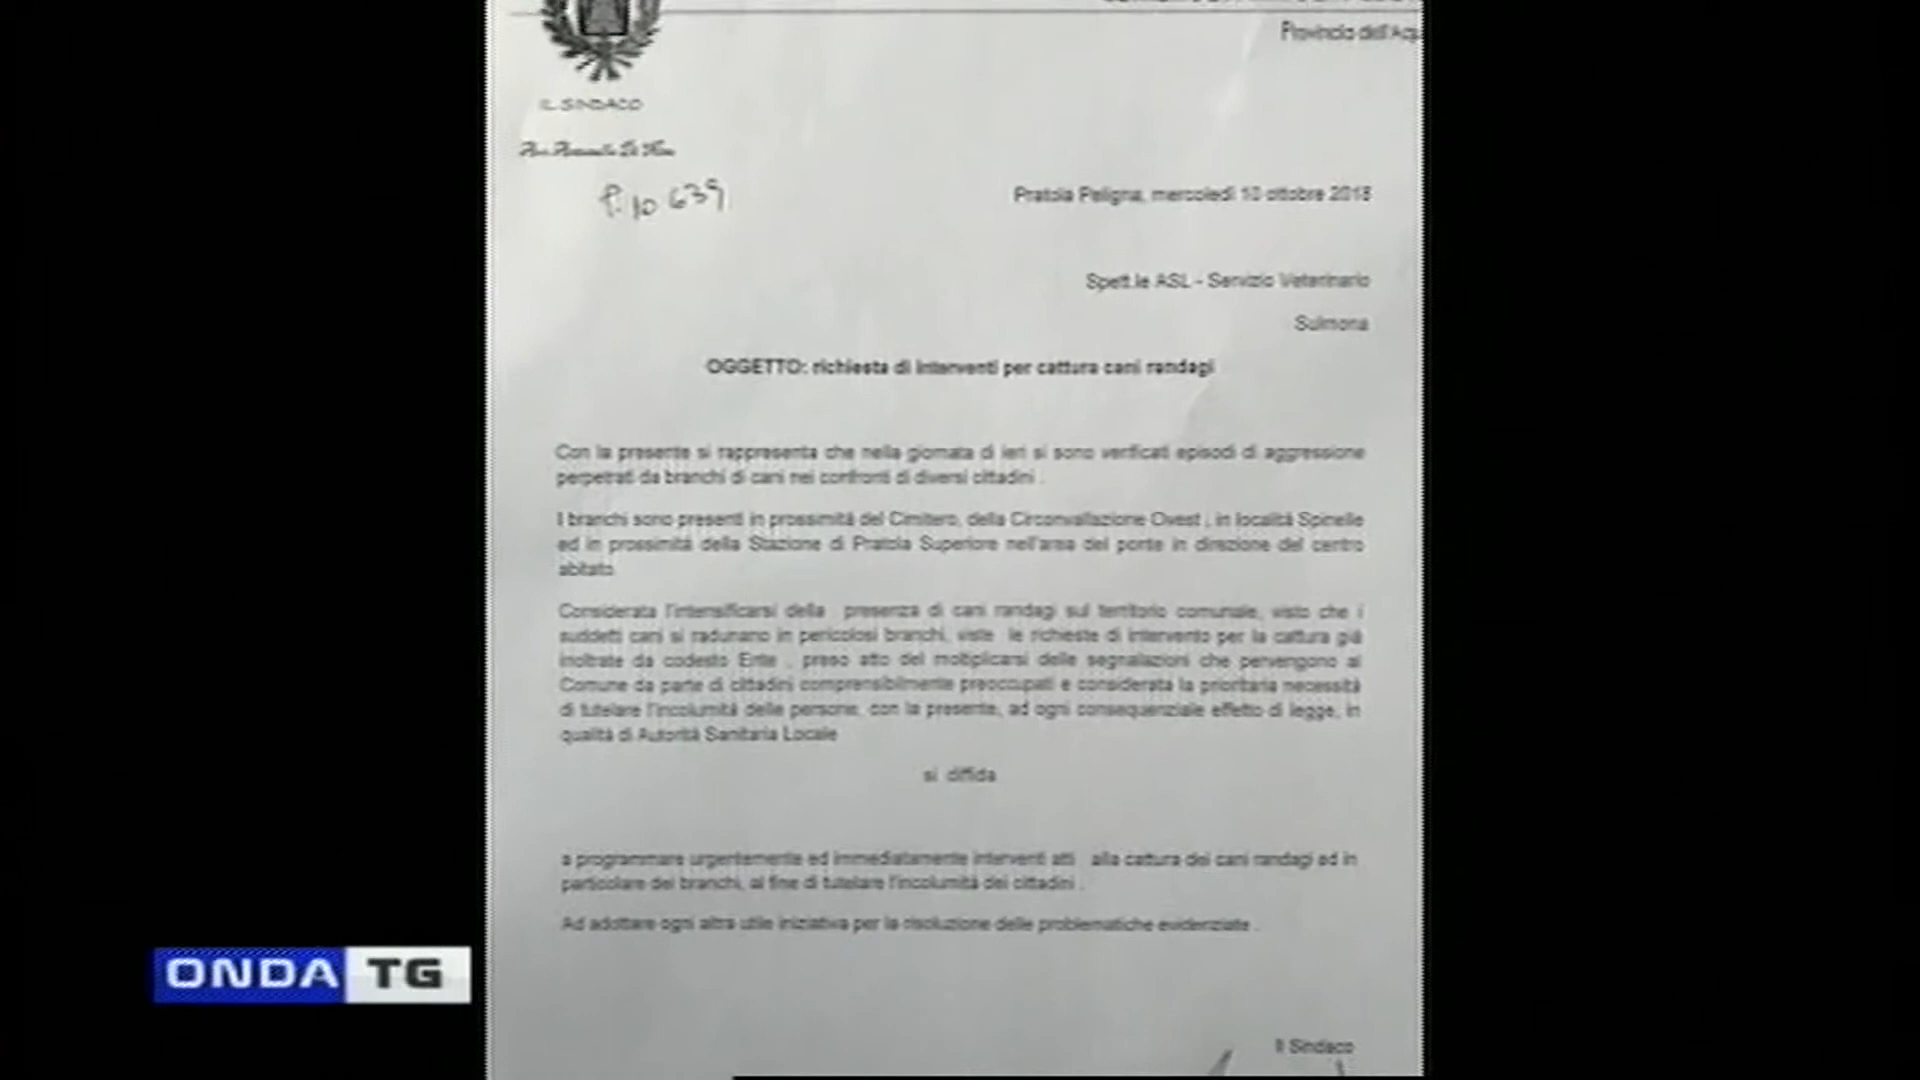 Provincia dell'Aqu
IL SINDACO
P. 10 639
Pratola Peligna, mercoledì 10 ottobre 2018
Spett.le ASL - Servizio Veterinario
Sulmona
OGGETTO: richiesta di interventi per cattura cani randagi
Con la presente si rappresenta che nella giornata di ieri si sono verificati episodi di aggressione
perpetrati da branchi di cani nei confronti di diversi cittadini .
I branchi sono presenti in prossimità del Cimitero, della Circonvallazione Ovest , in località Spinelle
ed in prossimità della Stazione di Pratola Superiore nell'area del ponte in direzione del centro
abitato
Considerata l'intensificarsi della presenza di cani randagi sul territorio comunale, visto che i
suddetti cani si radunano in pericolosi branchi, viste le richieste di intervento per la cattura già
inoltrate da codesto Ente , preso atto del moltiplicarsi delle segnalazioni che pervengono al
Comune da parte di cittadini comprensibilmente preoccupati e considerata la prioritaria necessità
di tutelare l'incolumità delle persone, con la presente, ad ogni consequenziale effetto di legge, in
qualità di Autorità Sanitaria Locale
si diffida
a programmare urgentemente ed immediatamente interventi atti alla cattura dei cani randagi ed in
particolare dei branchi, al fine di tutelare l'incolumità dei cittadini .
Ad adottare ogni altra utile iniziativa per la risoluzione delle problematiche evidenziate .
ONDA TG
Il Sindaco